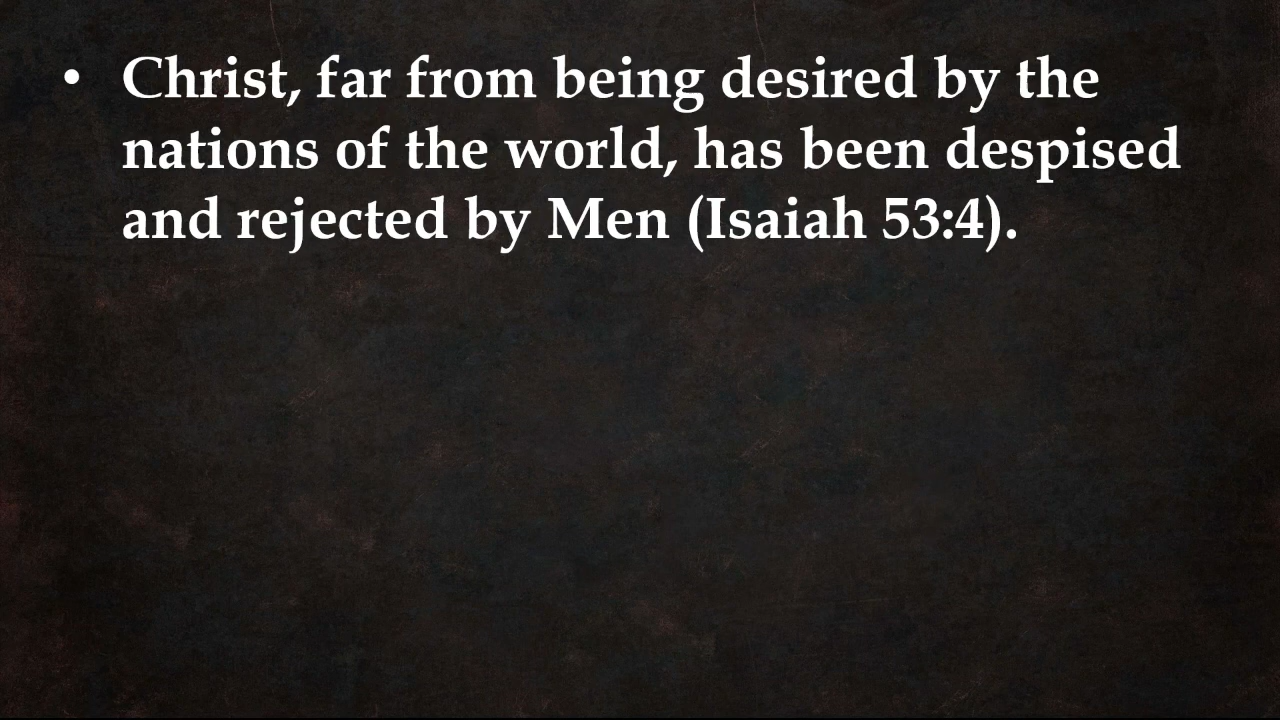 • Christ, far from being desired by the
nations of the world, has been despised
and rejected by Men (Isaiah 53:4).